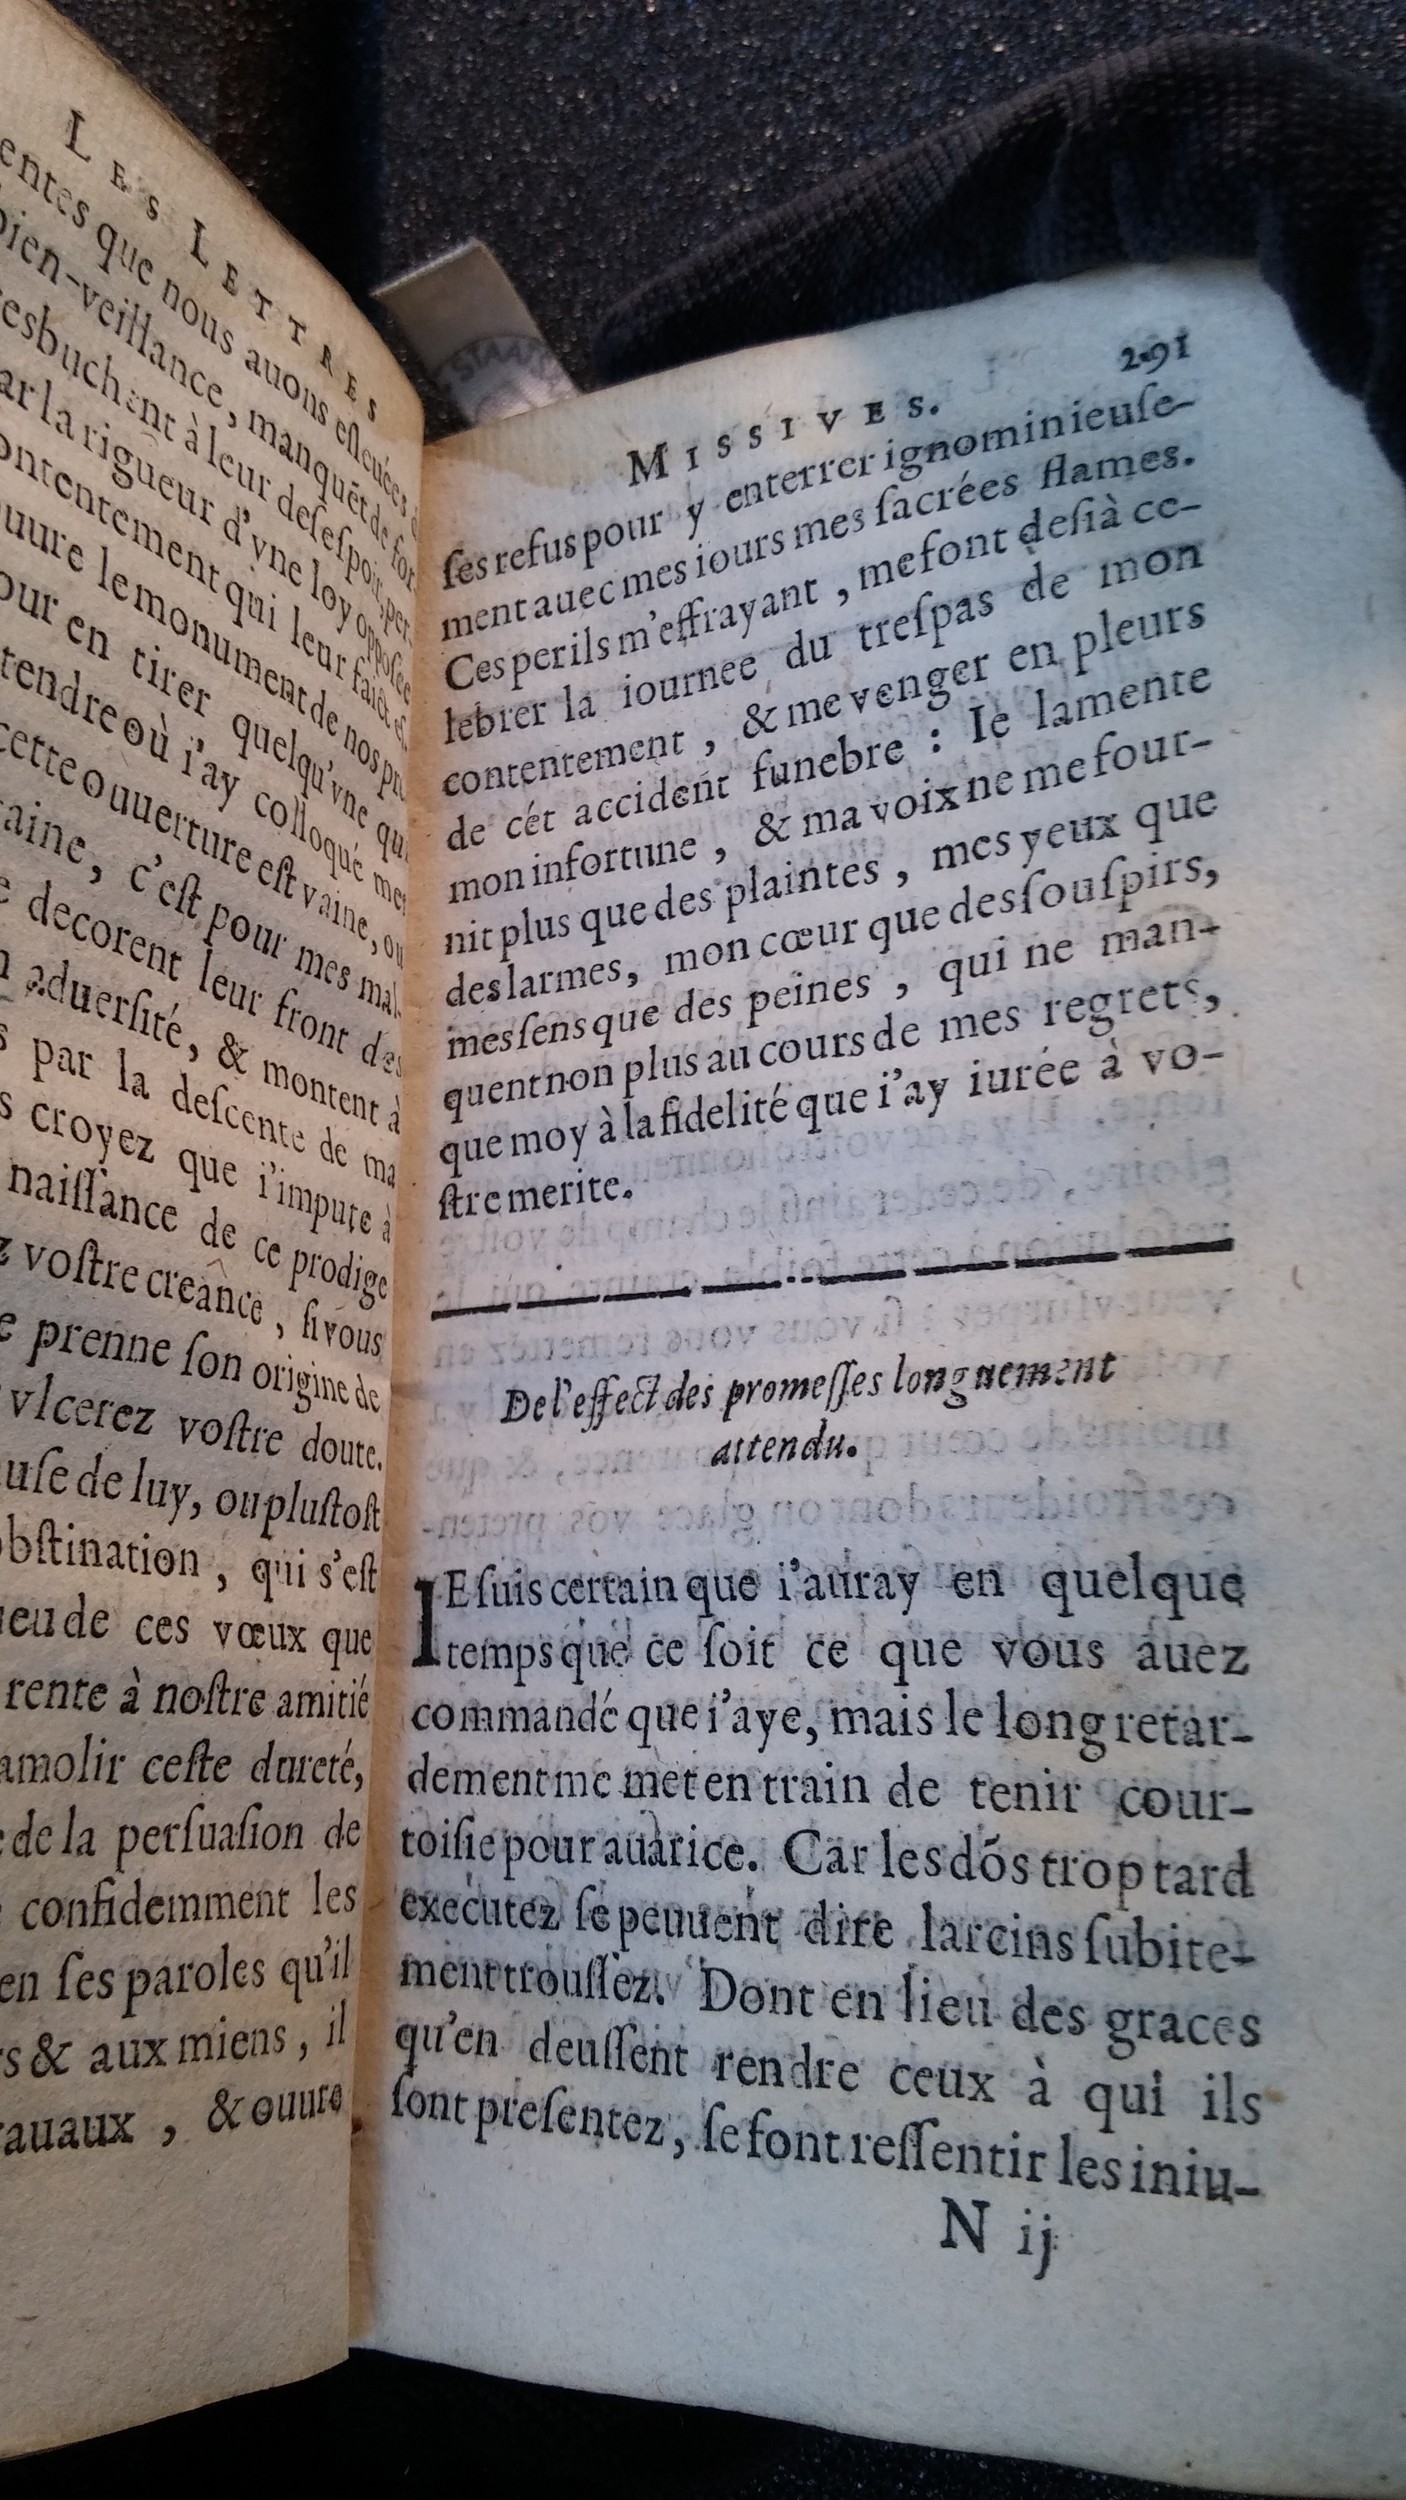 LES LETTRES
entes que nous auons esleuées
bien-veillance, manquët de for
esbuchant à leur desespoir, per
ar la rigueur d'vne loy opposée
ontentement qui leur faict
uure le monument de nos
our en tirer quelqu'vne qui
tendre où i'ay colloqué mes
cette ouuerture est vaine, ou
aine, c'est pour mes mal-
decorent leur front des
aduersité, & montent à
par la descente de ma
s croyez que i'impute à
naissance de ce prodige
z vostre creance, si vous
e prenne son origine de
vlcerez vostre doute.
use de luy, ou plustost
bstination, qui s'est
ieu de ces vœux que
rente à nostre amitié
amolir ceste dureté,
de la persuasion de
confidemment les
en ses paroles qu'il
rs & aux miens, il
rauaux, & ouure
MISSIVES. 291
ſes refus pour y enterrer ignominieuſe-
ment auec mes iours mes ſacrées flames.
Ces perils m'effrayant, me font deſià ce-
lebrer la iournee du treſpas de mon
contentement, & me venger en pleurs
de cét accident funebre : Ie lamente
mon infortune, & ma voix ne me four-
nit plus que des plaintes, mes yeux que
des larmes, mon cœur que des ſouſpirs,
mes ſens que des peines, qui ne man-
quent non plus au cours de mes regrets,
que moy à la fidelité que i'ay iurée à vo-
ſtre merite.
De l'effect des promeſſes longuement
attendu.
IE ſuis certain que i'auray en quelque
temps que ce ſoit ce que vous auez
commandé que i'aye, mais le long retar-
dement me met en train de tenir cour-
toiſie pour auarice. Car les dõs trop tard
executez ſe peuuent dire larcins ſubite-
ment trouſſez. Dont en lieu des graces
qu'en deuſſent rendre ceux à qui ils
ſont preſentez, ſe font reſſentir les iniu-
N ij